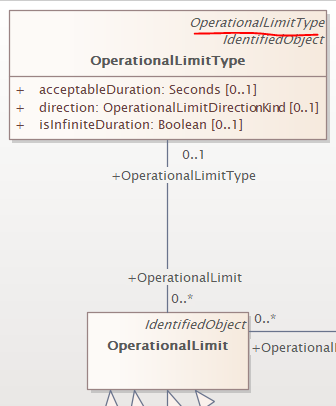 OperationalLimitType
IdentifiedObject
OperationalLimitType
+ acceptableDuration: Seconds [0..1]
+ direction: OperationalLimitDirectionKind [0..1]
+ isInfiniteDuration: Boolean [0..1]
0..1
+OperationalLimitType
+OperationalLimit
0..*
IdentifiedObject
OperationalLimit
0..*
+OperationalL